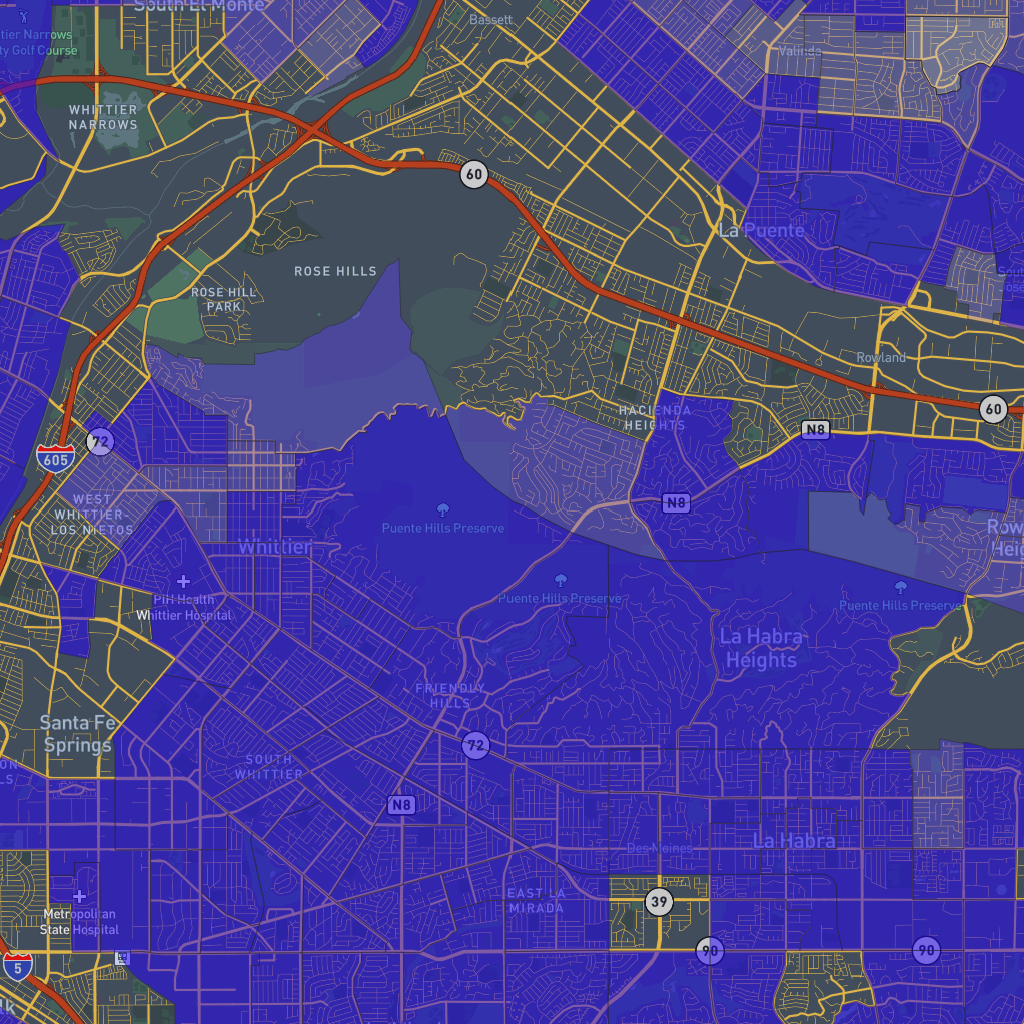 South El Monte
Bassett
Valinda
ttier Narrows
ty Golf Course
WHITTIER
NARROWS
60
La Puente
ROSE HILLS
ROSE HILL
PARK
Rowland
60
HACIENDA
HEIGHTS
N8
72
605
WEST
WHITTIER-
LOS NIETOS
N8
Puente Hills Preserve
Whittier
PIH Health
Whittier Hospital
Puente Hills Preserve
Puente Hills Preserve
La Habra
Heights
FRIENDLY
HILLS
Santa Fe
Springs
72
SOUTH
WHITTIER
N8
La Habra
Des Moines
EAST LA
MIRADA
39
Metropolitan
State Hospital
90
90
5